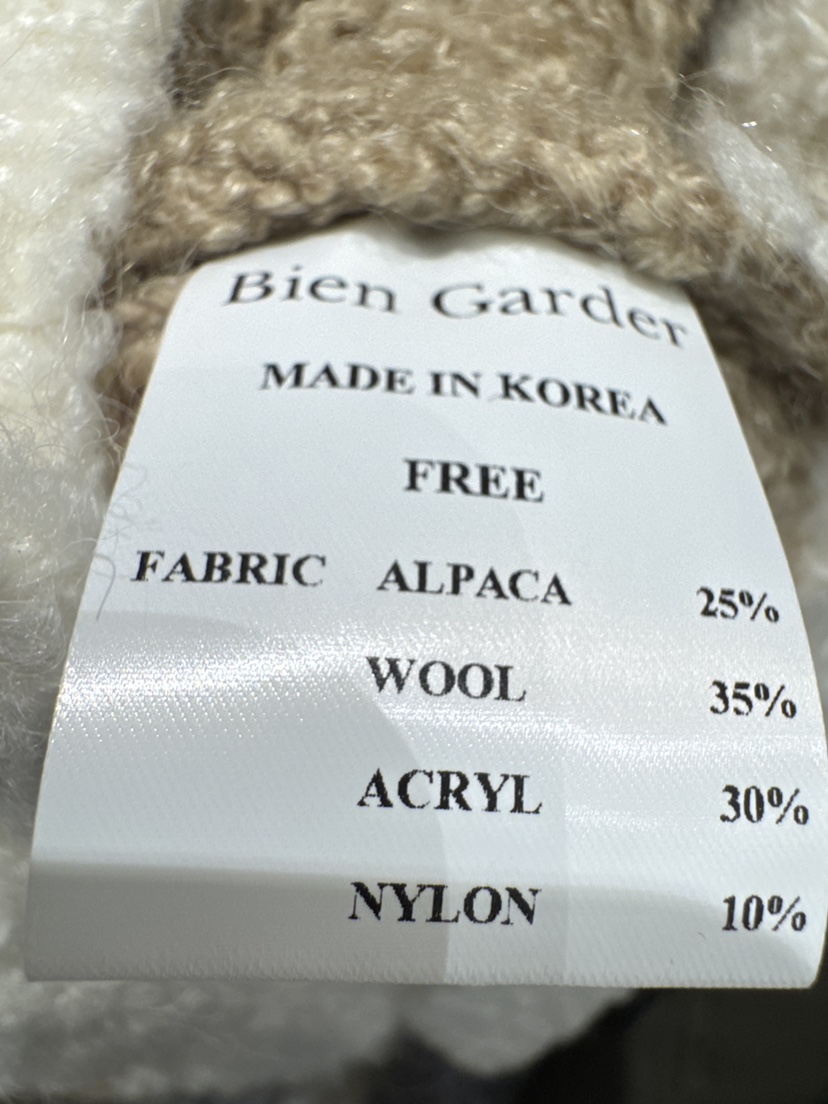 Bien Garder
MADE IN KOREA
FREE
FABRIC ALPACA 25%
WOOL 35%
ACRYL 30%
NYLON 10%